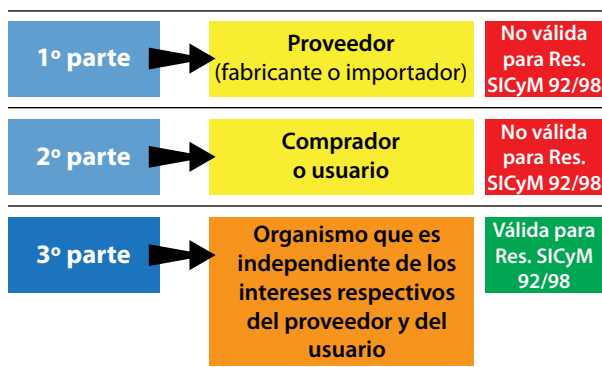 1º parte
Proveedor
(fabricante o importador)
No válida
para Res.
SICyM 92/98
2º parte
Comprador
o usuario
No válida
para Res.
SICyM 92/98
3º parte
Organismo que es
independiente de los
intereses respectivos
del proveedor y del
usuario
Válida para
Res. SICyM
92/98